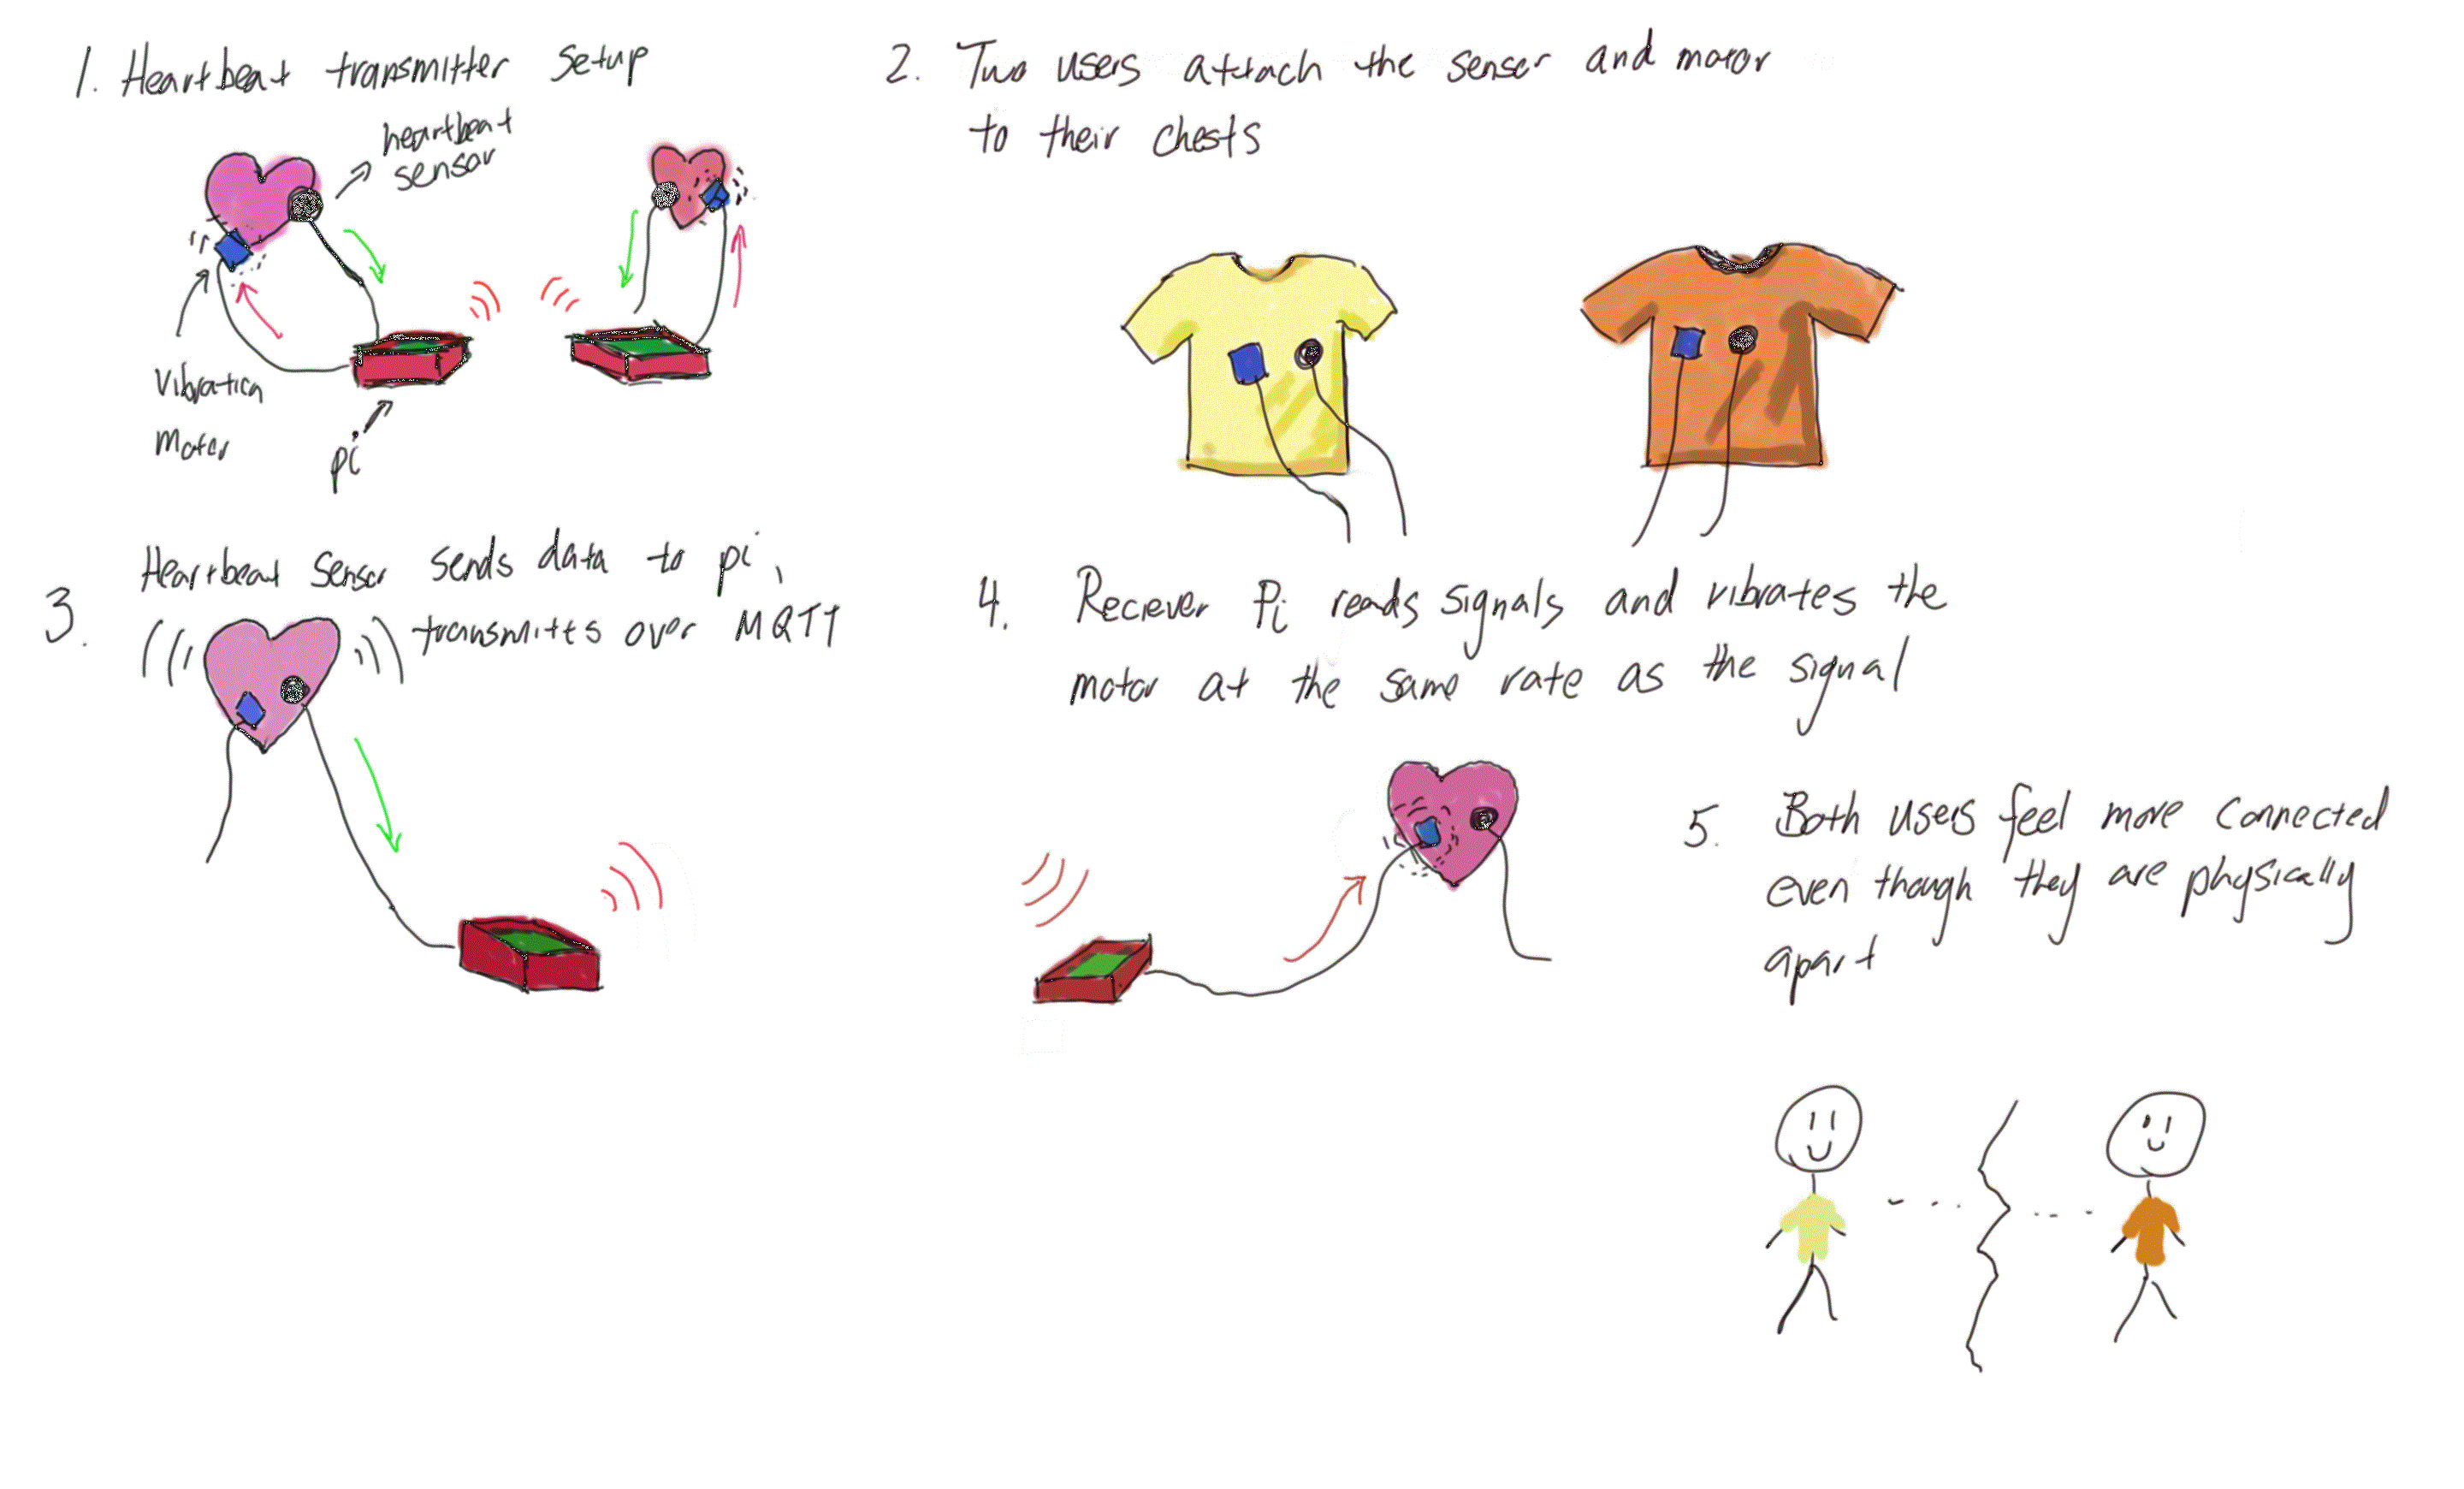 1. Heartbeat transmitter setup
heartbeat
sensor
Vibration
Motor
pi
2. Two users attach the sensor and motor
to their chests
3. Heartbeat Sensor sends data to pi,
transmitts over MQTT
4. Reciever Pi reads signals and vibrates the
motor at the same rate as the signal
5. Both users feel more connected
even though they are physically
apart